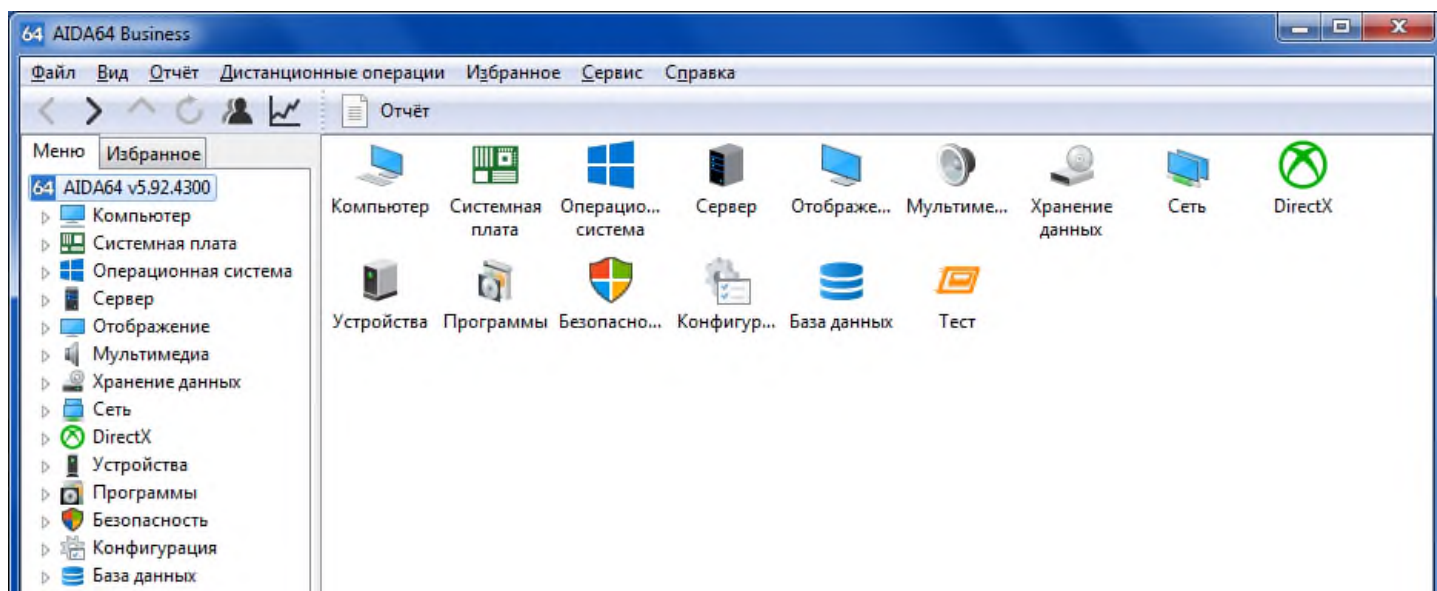 64 AIDA64 Business
Файл Вид Отчёт Дистанционные операции Избранное Сервис Справка
Отчёт
Меню Избранное
64 AIDA64 v5.92.4300
Компьютер
Системная плата
Операционная система
Сервер
Отображение
Мультимедиа
Хранение данных
Сеть
DirectX
Устройства
Программы
Безопасность
Конфигурация
База данных
Компьютер Системная Операцио... Сервер Отображе... Мультиме... Хранение Сеть DirectX
плата система данных
Устройства Программы Безопасно... Конфигур... База данных Тест